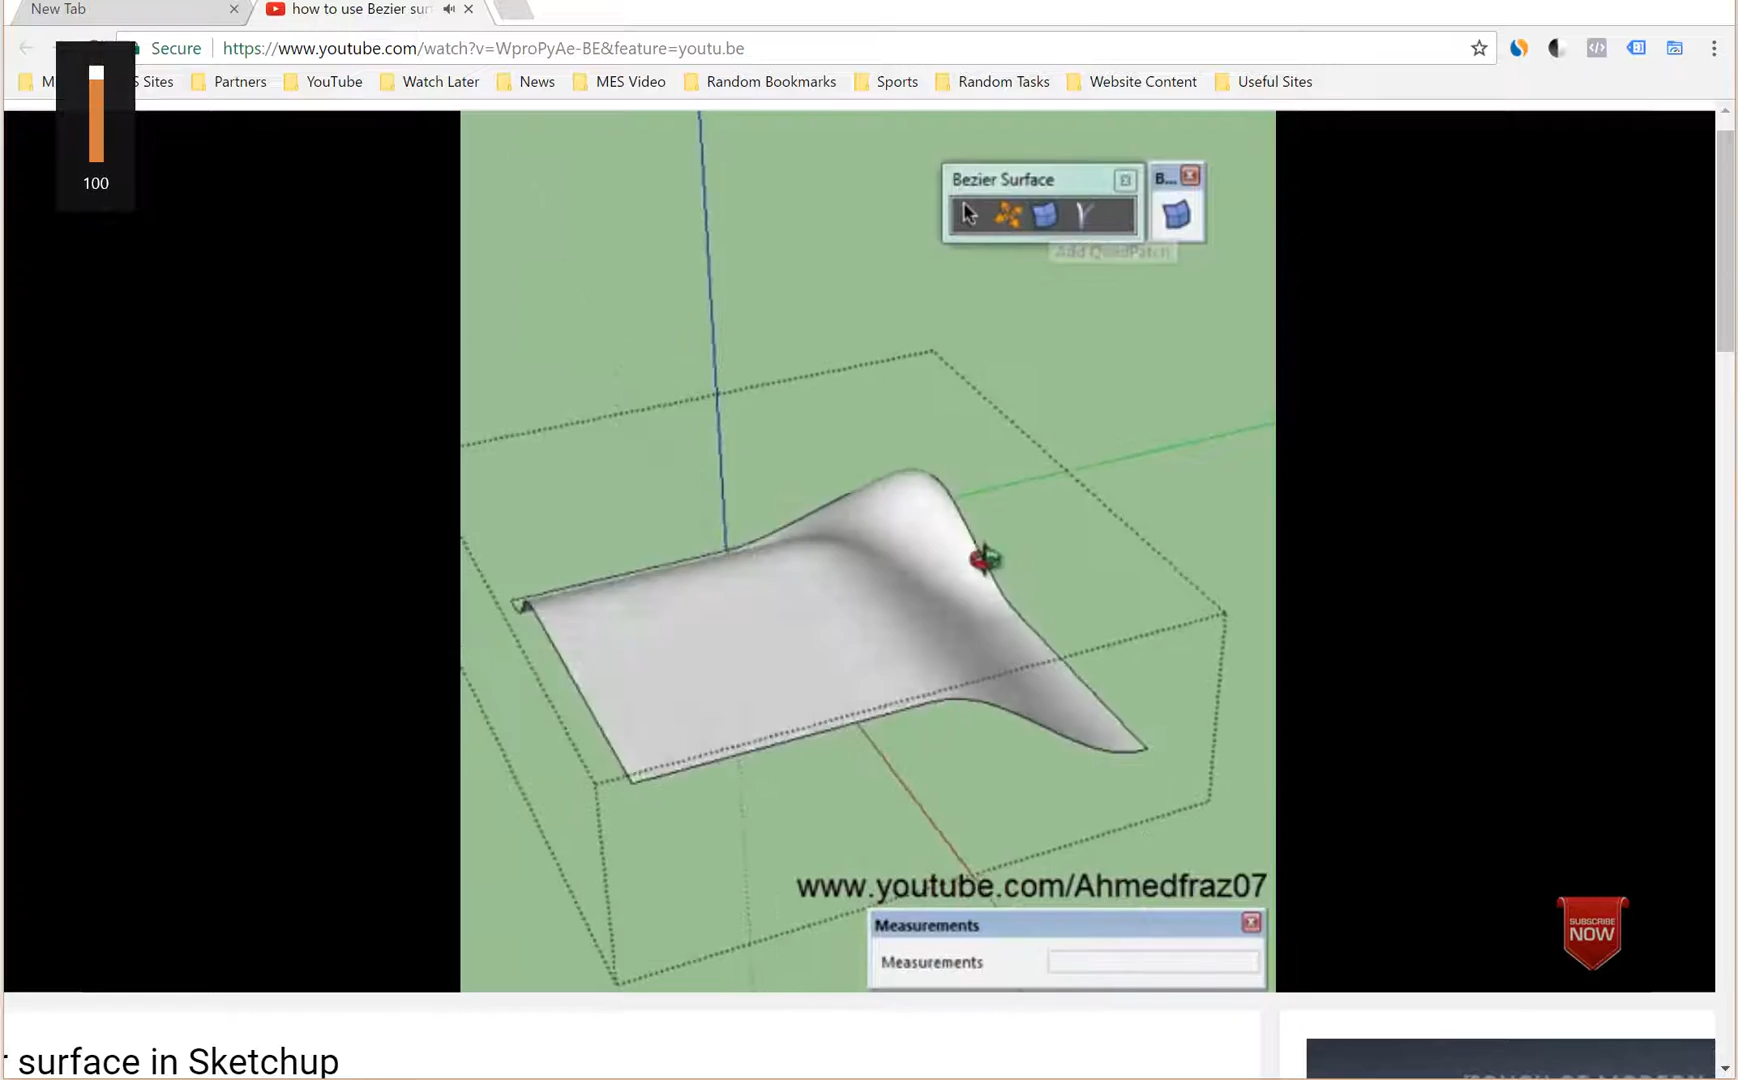 New Tab
how to use Bezier sur
Secure
https://www.youtube.com/watch?v=WproPyAe-BE&feature=youtu.be
M
S Sites
Partners
YouTube
Watch Later
News
MES Video
Random Bookmarks
Sports
Random Tasks
Website Content
Useful Sites
100
Bezier Surface
B...
Add QuadPatch
www.youtube.com/Ahmedfraz07
Measurements
Measurements
SUBSCRIBE
NOW
r surface in Sketchup